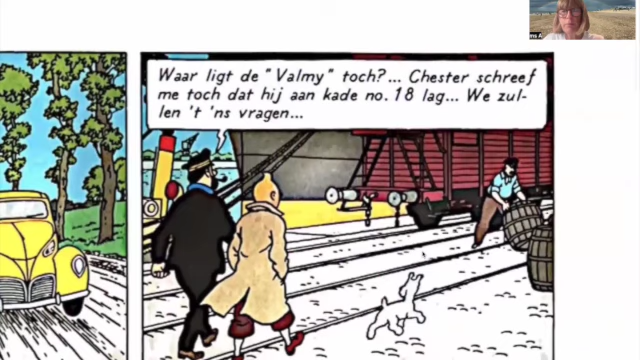 Waar ligt de "Valmy" toch?... Chester schreef
me toch dat hij aan kade no. 18 lag... We zul-
len 't 'ns vragen...